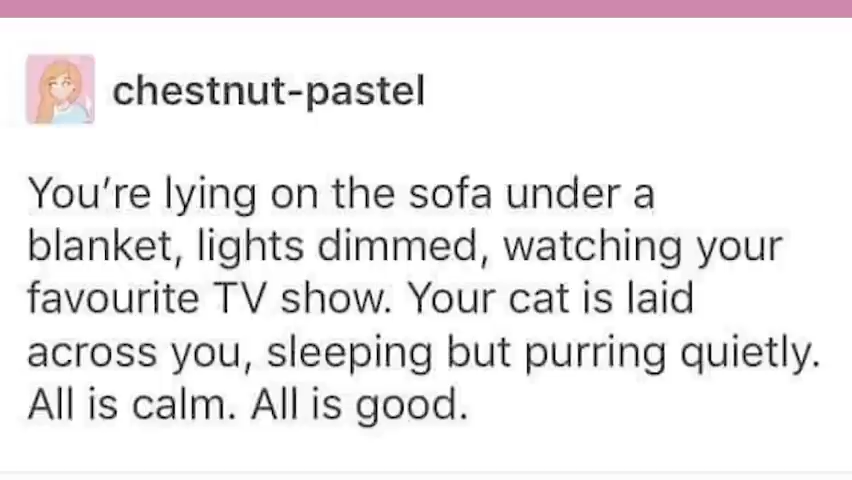 chestnut-pastel
You’re lying on the sofa under a
blanket, lights dimmed, watching your
favourite TV show. Your cat is laid
across you, sleeping but purring quietly.
All is calm. All is good.